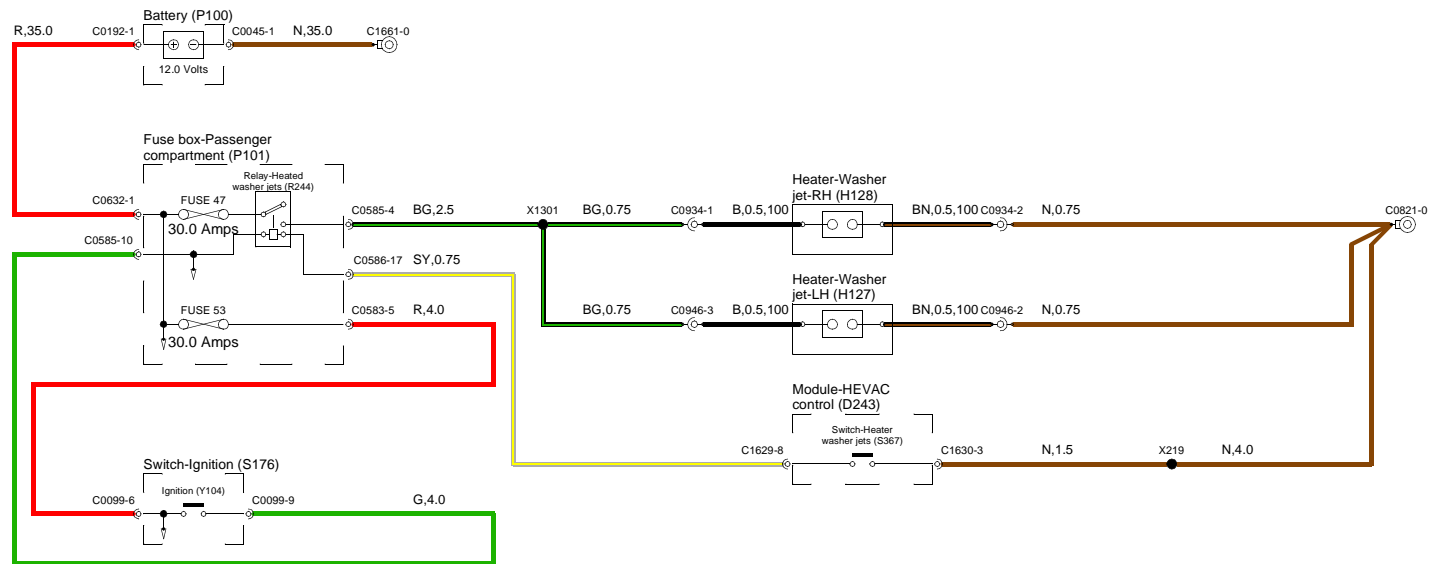 Battery (P100)
R,35.0
C0192-1
C0045-1
N,35.0
C1661-0
12.0 Volts
Fuse box-Passenger
compartment (P101)
Relay-Heated
washer jets (R244)
C0632-1
FUSE 47
30.0 Amps
C0585-10
C0585-4
BG,2.5
X1301
BG,0.75
C0934-1
B,0.5,100
Heater-Washer
jet-RH (H128)
BN,0.5,100
C0934-2
N,0.75
C0821-0
C0586-17
SY,0.75
Heater-Washer
jet-LH (H127)
FUSE 53
30.0 Amps
C0583-5
R,4.0
BG,0.75
C0946-3
B,0.5,100
BN,0.5,100
C0946-2
N,0.75
Module-HEVAC
control (D243)
Switch-Heater
washer jets (S367)
C1629-8
C1630-3
N,1.5
X219
N,4.0
Switch-Ignition (S176)
Ignition (Y104)
C0099-6
C0099-9
G,4.0